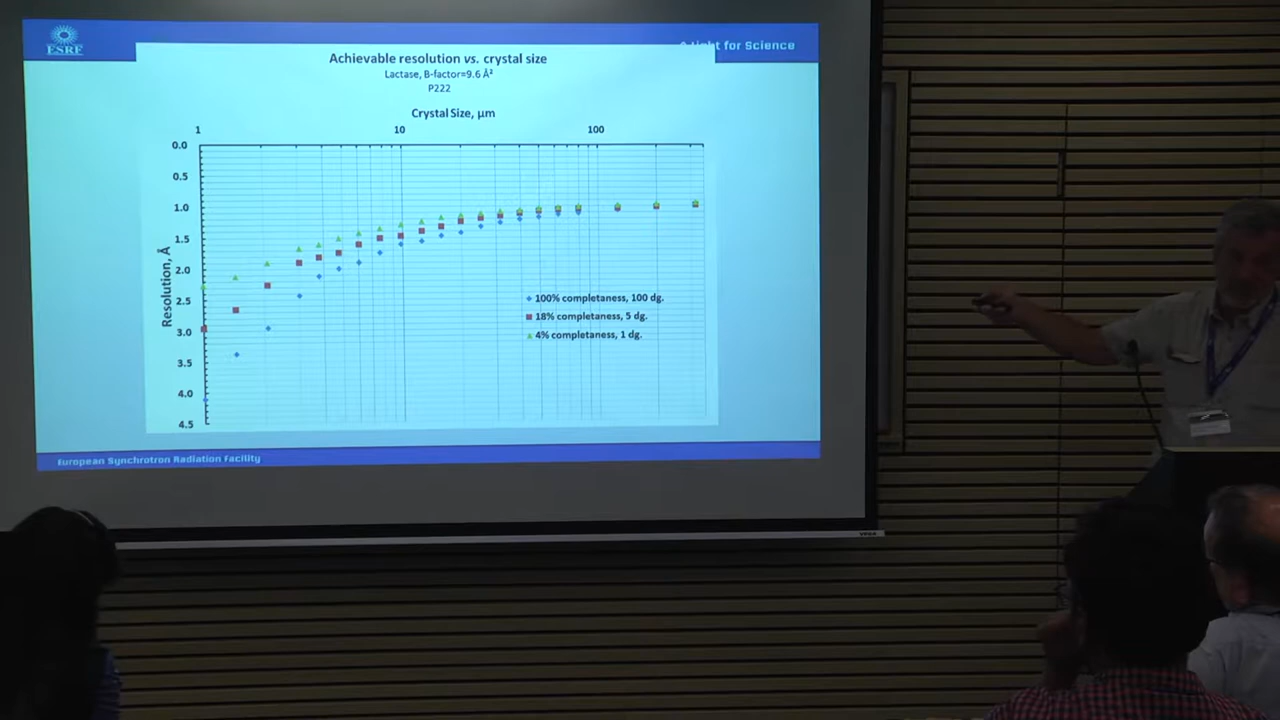 ESRF
A Light for Science
Achievable resolution vs. crystal size
Lactase, B-factor=9.6 Å²
P222
Crystal Size, µm
1 10 100
0.0
0.5
1.0
1.5
2.0
2.5
3.0
3.5
4.0
4.5
Resolution, Å
100% completaness, 100 dg.
18% completaness, 5 dg.
4% completaness, 1 dg.
European Synchrotron Radiation Facility
VEGA